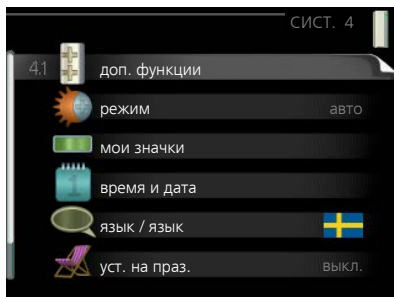 СИСТ. 4
4.1 доп. функции
режим авто
мои значки
время и дата
язык / язык
уст. на праз. выкл.